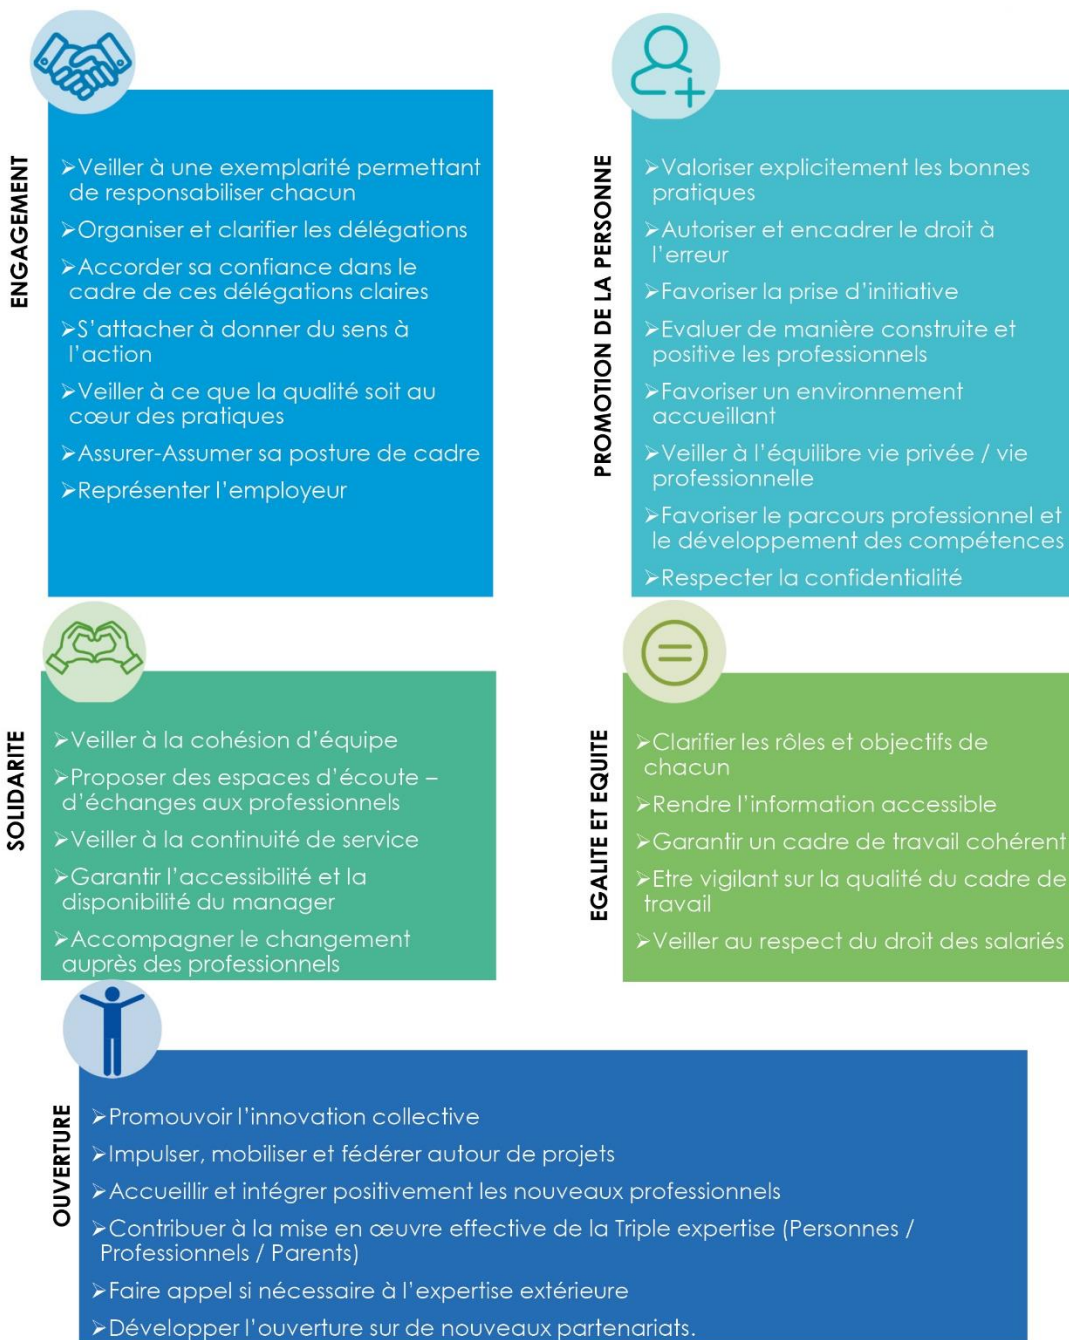 ENGAGEMENT
➢Veiller à une exemplarité permettant
de responsabiliser chacun
➢Organiser et clarifier les délégations
➢Accorder sa confiance dans le
cadre de ces délégations claires
➢S'attacher à donner du sens à
l'action
➢Veiller à ce que la qualité soit au
cœur des pratiques
➢Assurer-Assumer sa posture de cadre
➢Représenter l'employeur
PROMOTION DE LA PERSONNE
➢Valoriser explicitement les bonnes
pratiques
➢Autoriser et encadrer le droit à
l'erreur
➢Favoriser la prise d'initiative
➢Evaluer de manière construite et
positive les professionnels
➢Favoriser un environnement
accueillant
➢Veiller à l'équilibre vie privée / vie
professionnelle
➢Favoriser le parcours professionnel et
le développement des compétences
➢Respecter la confidentialité
SOLIDARITE
➢Veiller à la cohésion d'équipe
➢Proposer des espaces d'écoute –
d'échanges aux professionnels
➢Veiller à la continuité de service
➢Garantir l'accessibilité et la
disponibilité du manager
➢Accompagner le changement
auprès des professionnels
EGALITE ET EQUITE
➢Clarifier les rôles et objectifs de
chacun
➢Rendre l'information accessible
➢Garantir un cadre de travail cohérent
➢Etre vigilant sur la qualité du cadre de
travail
➢Veiller au respect du droit des salariés
OUVERTURE
➢Promouvoir l'innovation collective
➢Impulser, mobiliser et fédérer autour de projets
➢Accueillir et intégrer positivement les nouveaux professionnels
➢Contribuer à la mise en œuvre effective de la Triple expertise (Personnes /
Professionnels / Parents)
➢Faire appel si nécessaire à l'expertise extérieure
➢Développer l'ouverture sur de nouveaux partenariats.